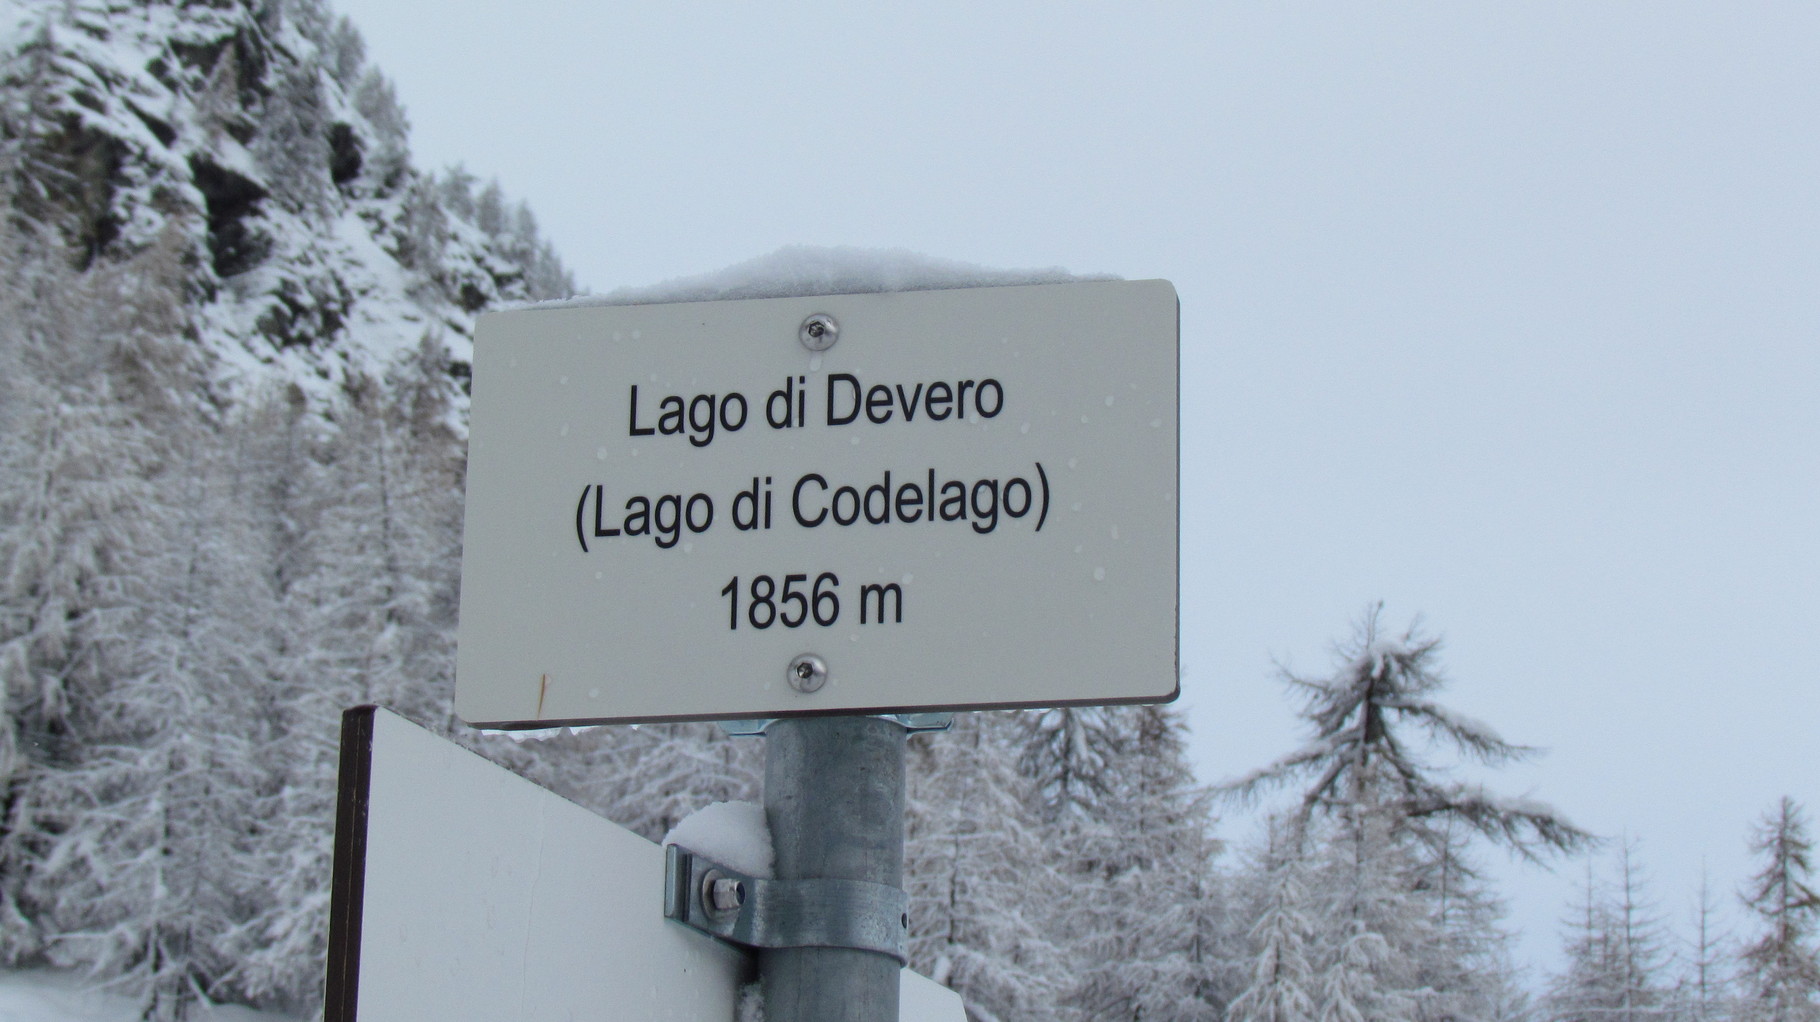 Lago di Devero
(Lago di Codelago)
1856 m